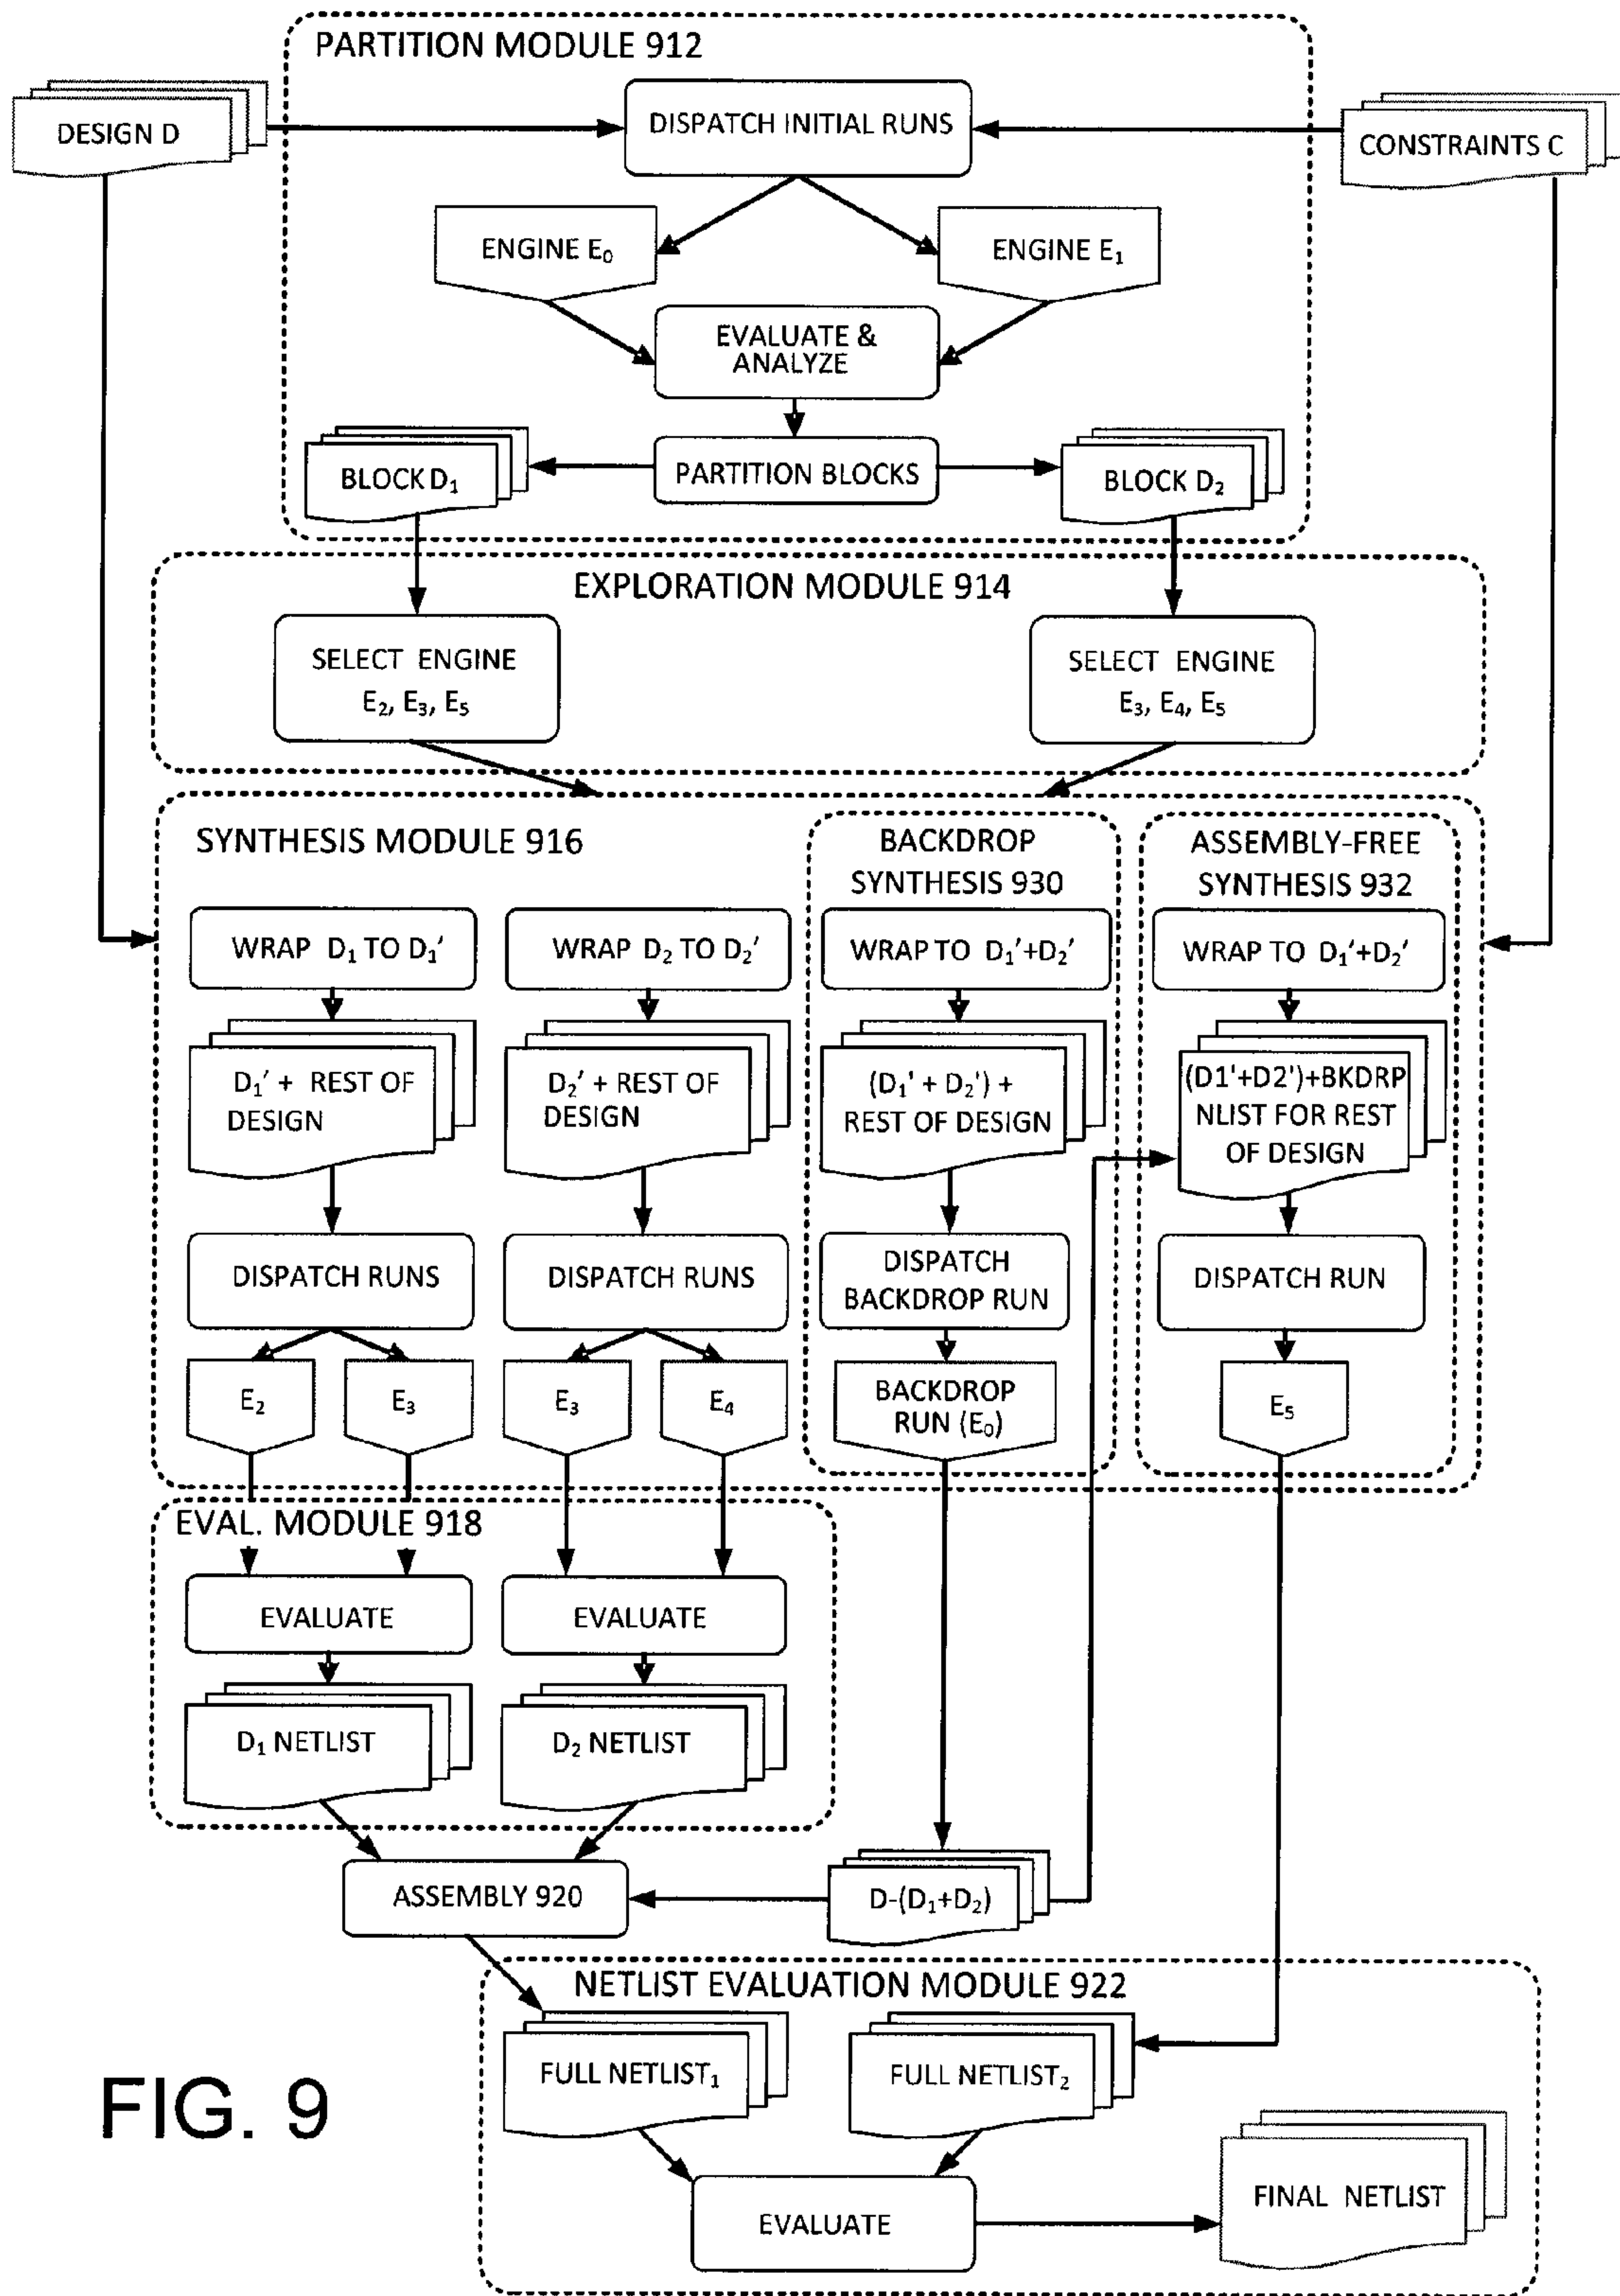 PARTITION MODULE 912
DESIGN D
DISPATCH INITIAL RUNS
CONSTRAINTS C
ENGINE E₀
ENGINE E₁
EVALUATE &
ANALYZE
BLOCK D₁
PARTITION BLOCKS
BLOCK D₂
EXPLORATION MODULE 914
SELECT ENGINE
E₂, E₃, E₅
SELECT ENGINE
E₃, E₄, E₅
SYNTHESIS MODULE 916
BACKDROP
SYNTHESIS 930
ASSEMBLY-FREE
SYNTHESIS 932
WRAP D₁ TO D₁'
WRAP D₂ TO D₂'
WRAP TO D₁'+D₂'
WRAP TO D₁'+D₂'
D₁' + REST OF
DESIGN
D₂' + REST OF
DESIGN
(D₁' + D₂') +
REST OF DESIGN
(D1'+D2')+BKDRP
NLIST FOR REST
OF DESIGN
DISPATCH RUNS
DISPATCH RUNS
DISPATCH
BACKDROP RUN
DISPATCH RUN
E₂
E₃
E₃
E₄
BACKDROP
RUN (E₀)
E₅
EVAL. MODULE 918
EVALUATE
EVALUATE
D₁ NETLIST
D₂ NETLIST
ASSEMBLY 920
D-(D₁+D₂)
NETLIST EVALUATION MODULE 922
FULL NETLIST₁
FULL NETLIST₂
FIG. 9
EVALUATE
FINAL NETLIST